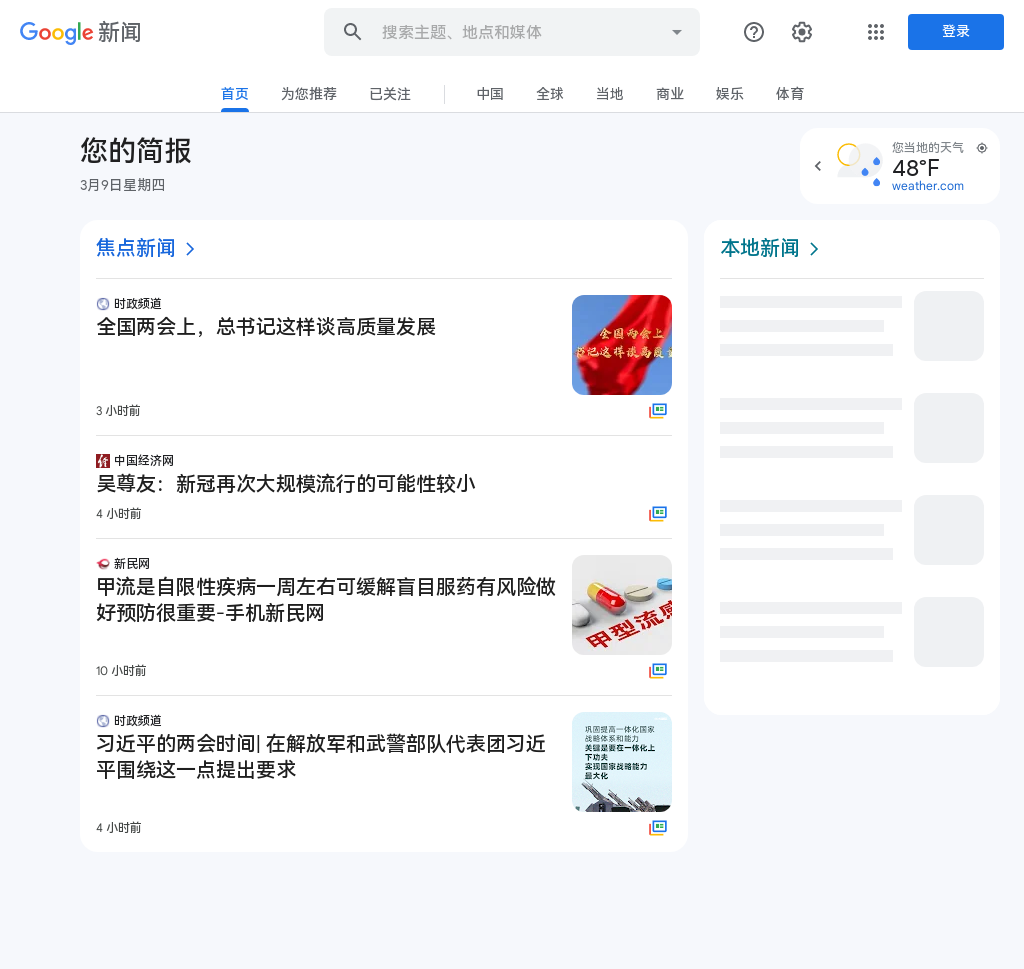 Google 新闻
搜索主题、地点和媒体
登录
首页 为您推荐 已关注 中国 全球 当地 商业 娱乐 体育
您的简报
3月9日星期四
您当地的天气
48°F
weather.com
焦点新闻
时政频道
全国两会上，总书记这样谈高质量发展
全国两会上
3 小时前
中国经济网
吴尊友：新冠再次大规模流行的可能性较小
4 小时前
新民网
甲流是自限性疾病一周左右可缓解盲目服药有风险做
好预防很重要-手机新民网
甲型流感
10 小时前
时政频道
习近平的两会时间| 在解放军和武警部队代表团习近
平围绕这一点提出要求
巩固提高一体化国家
战略体系和能力
关键是要在一体化上
下功夫
实现国家战略能力
最大化
4 小时前
本地新闻